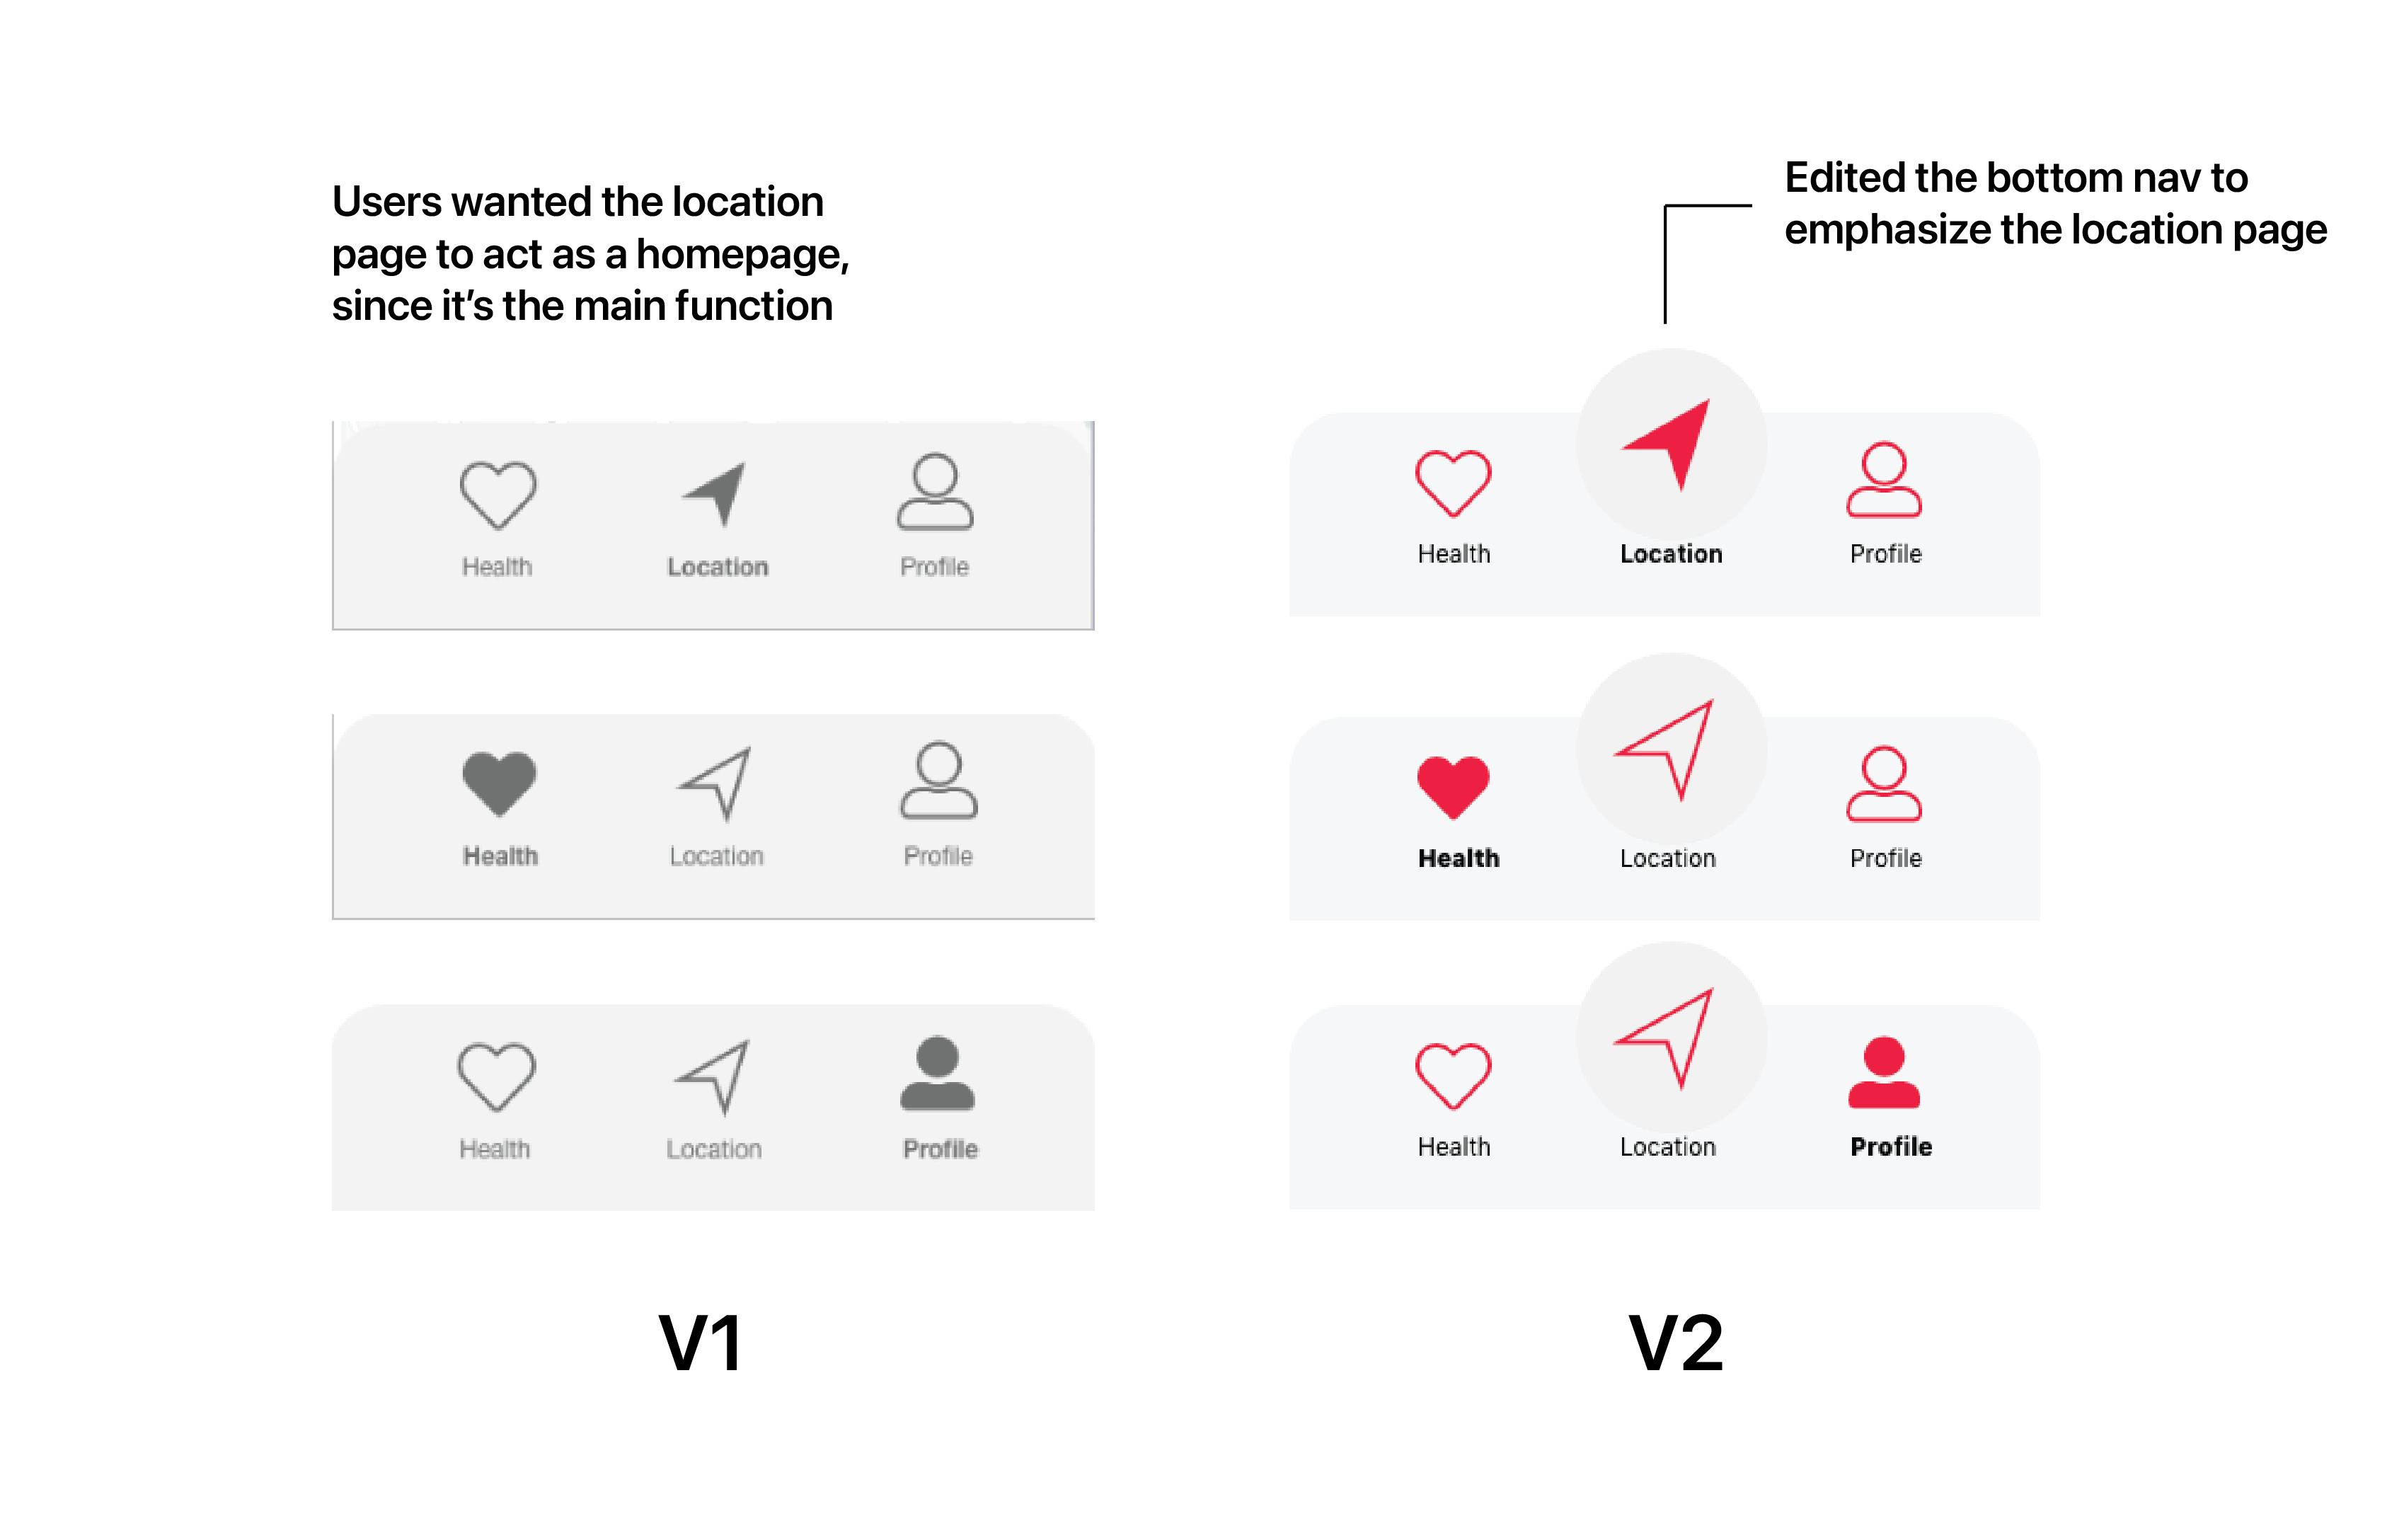 Users wanted the location
page to act as a homepage,
since it's the main function
Health
Location
Profile
Health
Location
Profile
Health
Location
Profile
V1
Edited the bottom nav to
emphasize the location page
Health
Location
Profile
Health
Location
Profile
Health
Location
Profile
V2